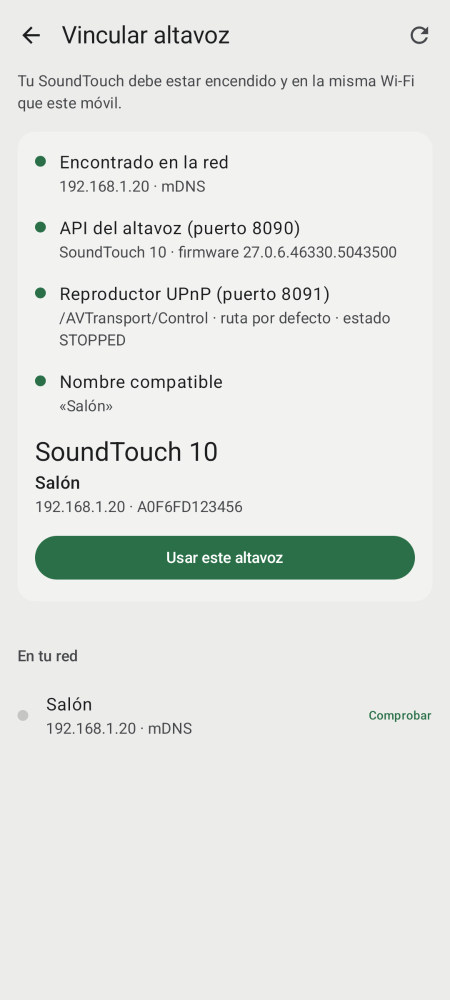 Vincular altavoz
Tu SoundTouch debe estar encendido y en la misma Wi-Fi
que este móvil.
Encontrado en la red
192.168.1.20 · mDNS
API del altavoz (puerto 8090)
SoundTouch 10 · firmware 27.0.6.46330.5043500
Reproductor UPnP (puerto 8091)
/AVTransport/Control · ruta por defecto · estado
STOPPED
Nombre compatible
«Salón»
SoundTouch 10
Salón
192.168.1.20 · A0F6FD123456
Usar este altavoz
En tu red
Salón
192.168.1.20 · mDNS
Comprobar